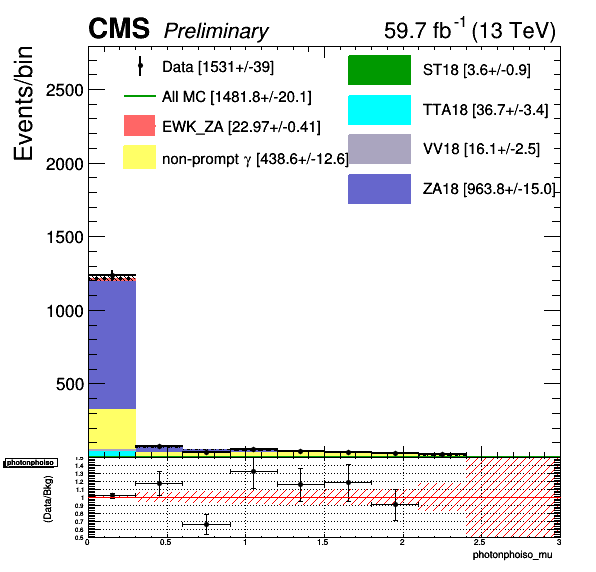 CMS Preliminary 59.7 fb⁻¹ (13 TeV)
Events/bin
2500
2000
1500
1000
500
Data [1531+/-39]
All MC [1481.8+/-20.1]
EWK_ZA [22.97+/-0.41]
non-prompt γ [438.6+/-12.6]
ST18 [3.6+/-0.9]
TTA18 [36.7+/-3.4]
VV18 [16.1+/-2.5]
ZA18 [963.8+/-15.0]
photonphoiso
(Data/Bkg)
1.5
1.4
1.3
1.2
1.1
1
0.9
0.8
0.7
0.6
0.5
0 0.5 1 1.5 2 2.5 3
photonphoiso_mu